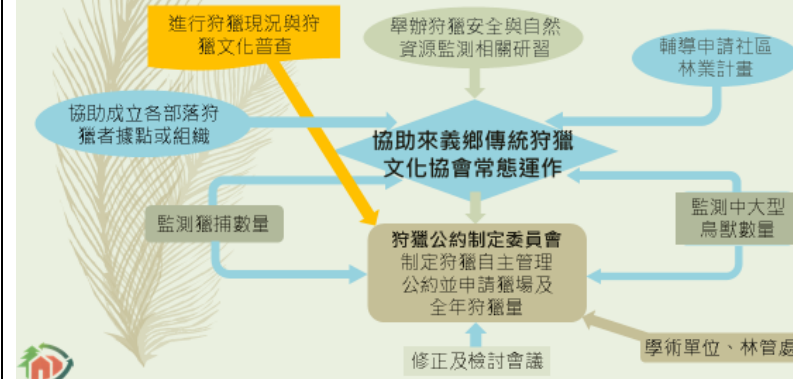 進行狩獵現況與狩
獵文化普查
舉辦狩獵安全與自然
資源監測相關研習
輔導申請社區
林業計畫
協助成立各部落狩
獵者據點或組織
協助來義鄉傳統狩獵
文化協會常態運作
監測獵捕數量
監測中大型
鳥獸數量
狩獵公約制定委員會
制定狩獵自主管理
公約並申請獵場及
全年狩獵量
學術單位、林管處
修正及檢討會議